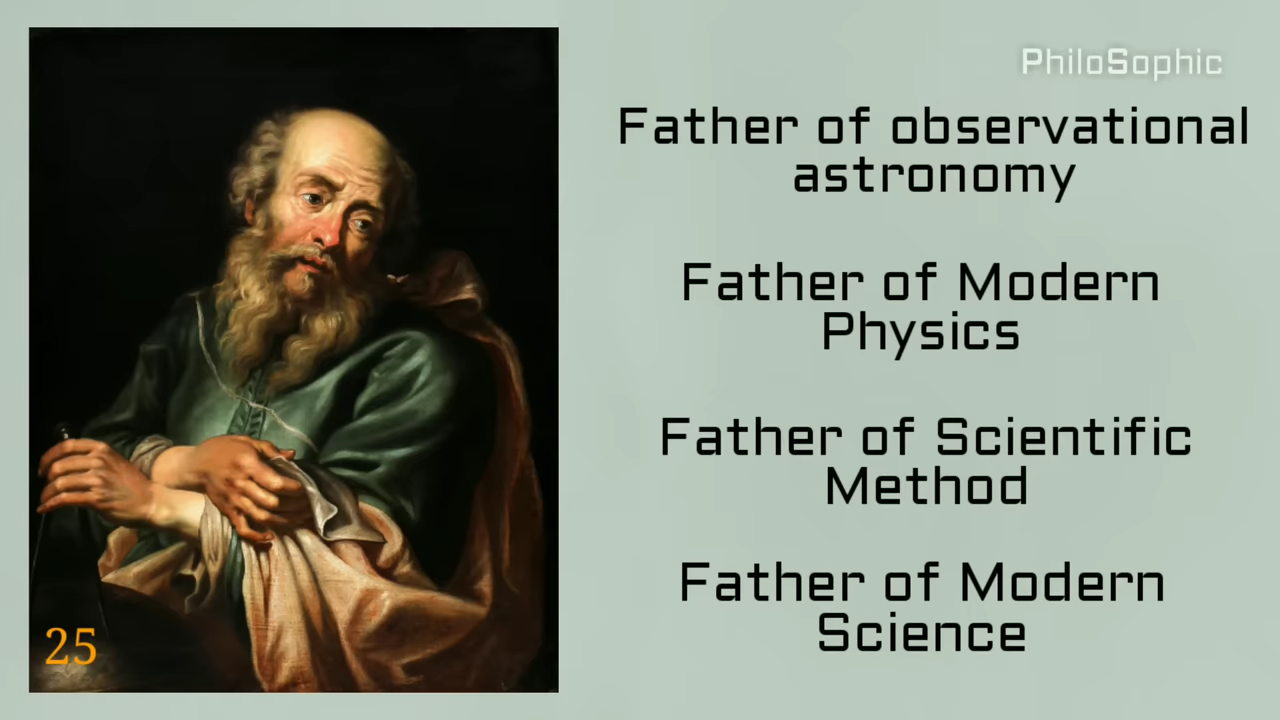 PhiloSophic
Father of observational
astronomy
Father of Modern
Physics
Father of Scientific
Method
Father of Modern
Science
25